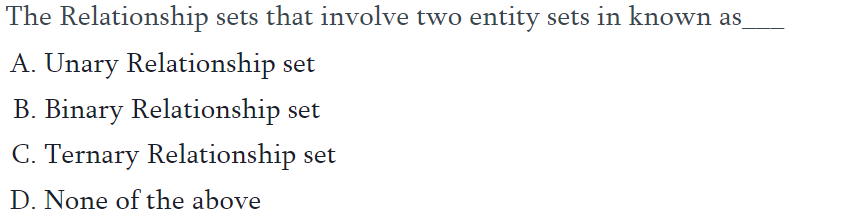 The Relationship sets that involve two entity sets in known as___
A. Unary Relationship set
B. Binary Relationship set
C. Ternary Relationship set
D. None of the above